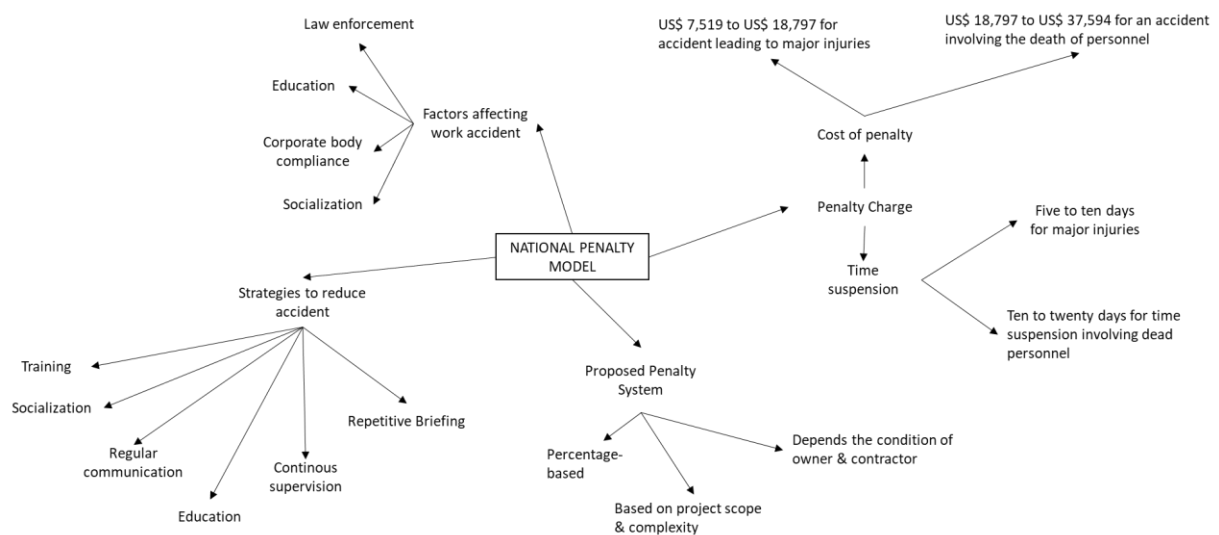 Law enforcement
Education
Corporate body
compliance
Socialization
Factors affecting
work accident
US$ 7,519 to US$ 18,797 for
accident leading to major injuries
US$ 18,797 to US$ 37,594 for an accident
involving the death of personnel
Cost of penalty
Penalty Charge
Time
suspension
Five to ten days
for major injuries
Ten to twenty days for time
suspension involving dead
personnel
NATIONAL PENALTY
MODEL
Strategies to reduce
accident
Training
Socialization
Regular
communication
Education
Continous
supervision
Repetitive Briefing
Proposed Penalty
System
Percentage-
based
Based on project scope
& complexity
Depends the condition of
owner & contractor